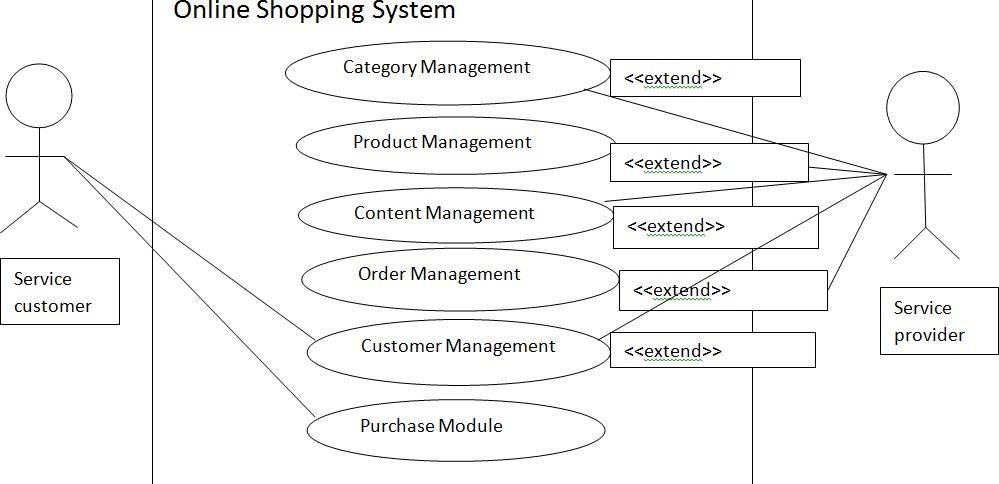 Online Shopping System
Category Management
<<extend>>
Product Management
<<extend>>
Content Management
<<extend>>
Order Management
<<extend>>
Customer Management
<<extend>>
Purchase Module
Service
customer
Service
provider